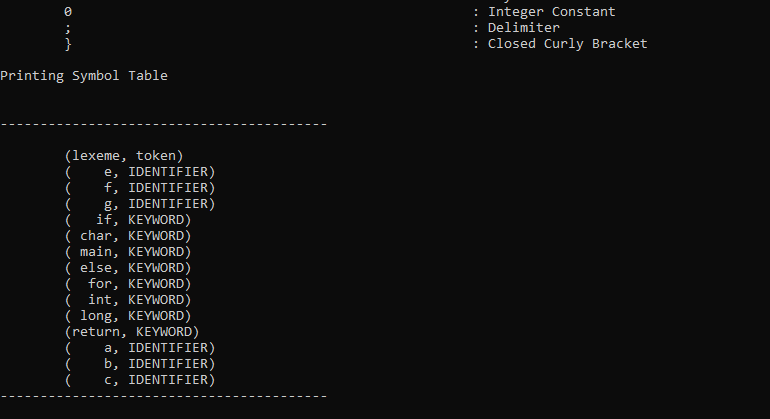 0 : Integer Constant
; : Delimiter
} : Closed Curly Bracket
Printing Symbol Table
-----------------------------------------
(lexeme, token)
(    e, IDENTIFIER)
(    f, IDENTIFIER)
(    g, IDENTIFIER)
(   if, KEYWORD)
( char, KEYWORD)
( main, KEYWORD)
( else, KEYWORD)
(  for, KEYWORD)
(  int, KEYWORD)
( long, KEYWORD)
(return, KEYWORD)
(    a, IDENTIFIER)
(    b, IDENTIFIER)
(    c, IDENTIFIER)
-----------------------------------------